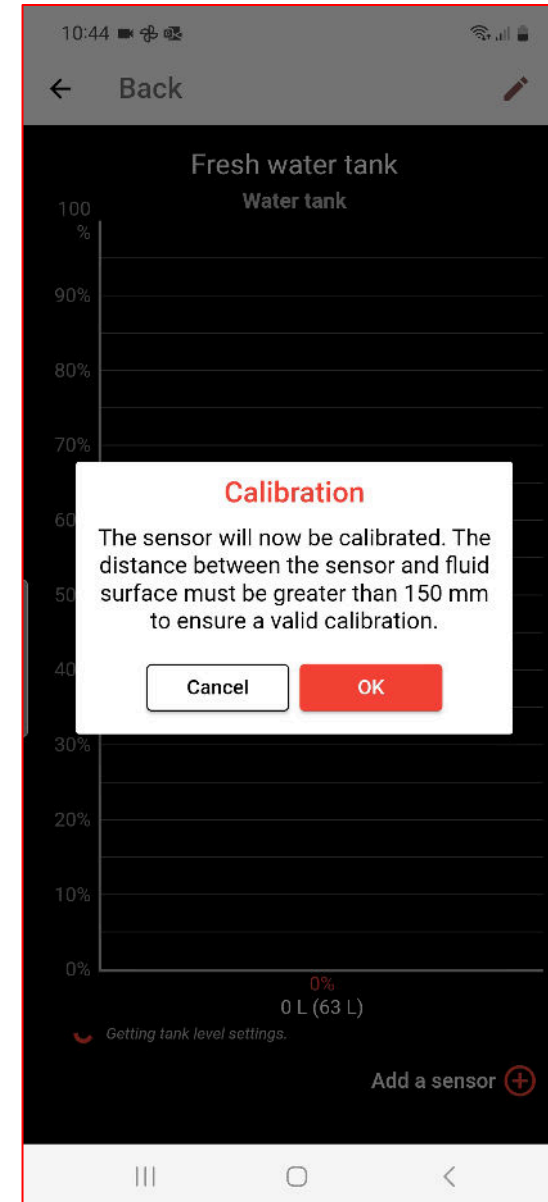 10:44
Back
Fresh water tank
Water tank
100
%
90%
80%
70%
60
Calibration
The sensor will now be calibrated. The
distance between the sensor and fluid
surface must be greater than 150 mm
to ensure a valid calibration.
50
40
Cancel OK
30%
20%
10%
0%
0%
0 L (63 L)
Getting tank level settings.
Add a sensor